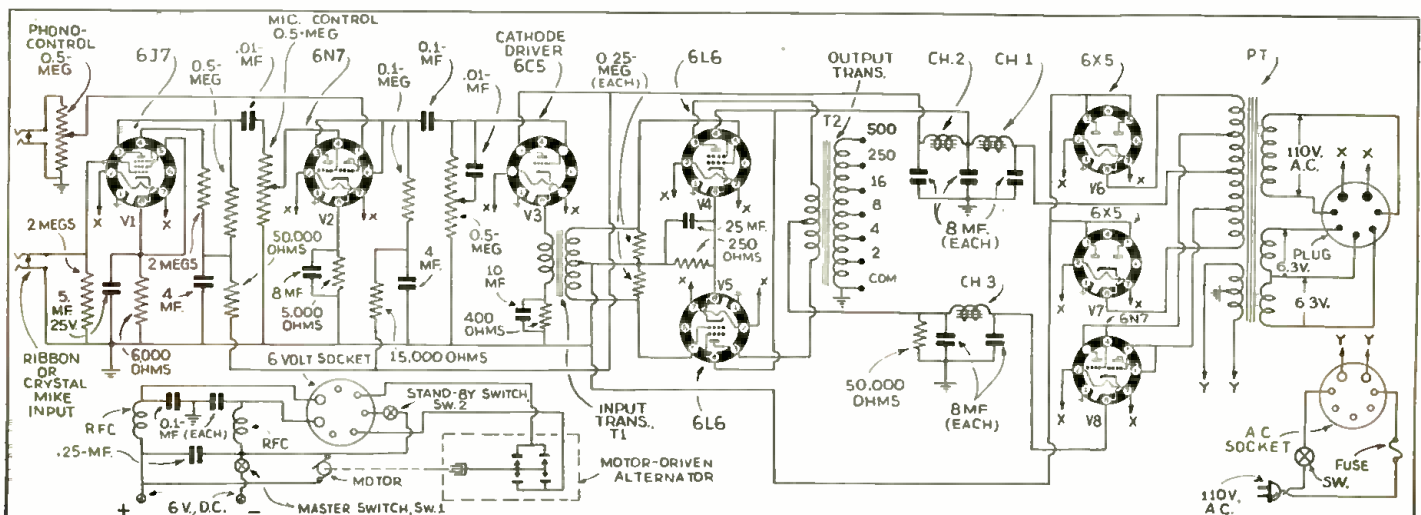 PHONO-
CONTROL
0.5-
MEG
6J7
0.5-
MEG
.01-
MF.
MIC. CONTROL
0.5-MEG
6N7
0.1-
MEG
0.1-
MF
.01-
MF
CATHODE
DRIVER
6C5
0.25-
MEG
(EACH)
6L6
OUTPUT
TRANS.
T2
500
250
16
8
4
2
COM
CH.2
CH 1
6X5
PT
110V.
A.C.
X
X
V1
X
X
V2
X
X
V3
X
X
V4
X
X
V6
X
X
2 MEGS
2 MEGS
5.
MF.
25V.
4
MF.
6,000
OHMS
50,000
OHMS
8 MF.
5,000
OHMS
4
MF.
15,000 OHMS
0.5-
MEG
10
MF
400
OHMS
25 MF.
250
OHMS
X
V5
X
6L6
INPUT
TRANS.,
T1
8 MF.
(EACH)
CH 3
50,000
OHMS
8 MF
(EACH)
6X5
X
V7
X
6N7
X
V8
X
PLUG
6.3V.
6.3V.
Y
Y
Y
Y
A C
SOCKET
FUSE
SW.
110V.
A.C.
RIBBON
OR
CRYSTAL
MIKE
INPUT
6 VOLT SOCKET
STAND-BY SWITCH
SW.2
RFC
0.1-
MF (EACH)
RFC
.25-MF.
MOTOR
MOTOR-DRIVEN
ALTERNATOR
+
6 V., D.C.
-
MASTER SWITCH, SW.1